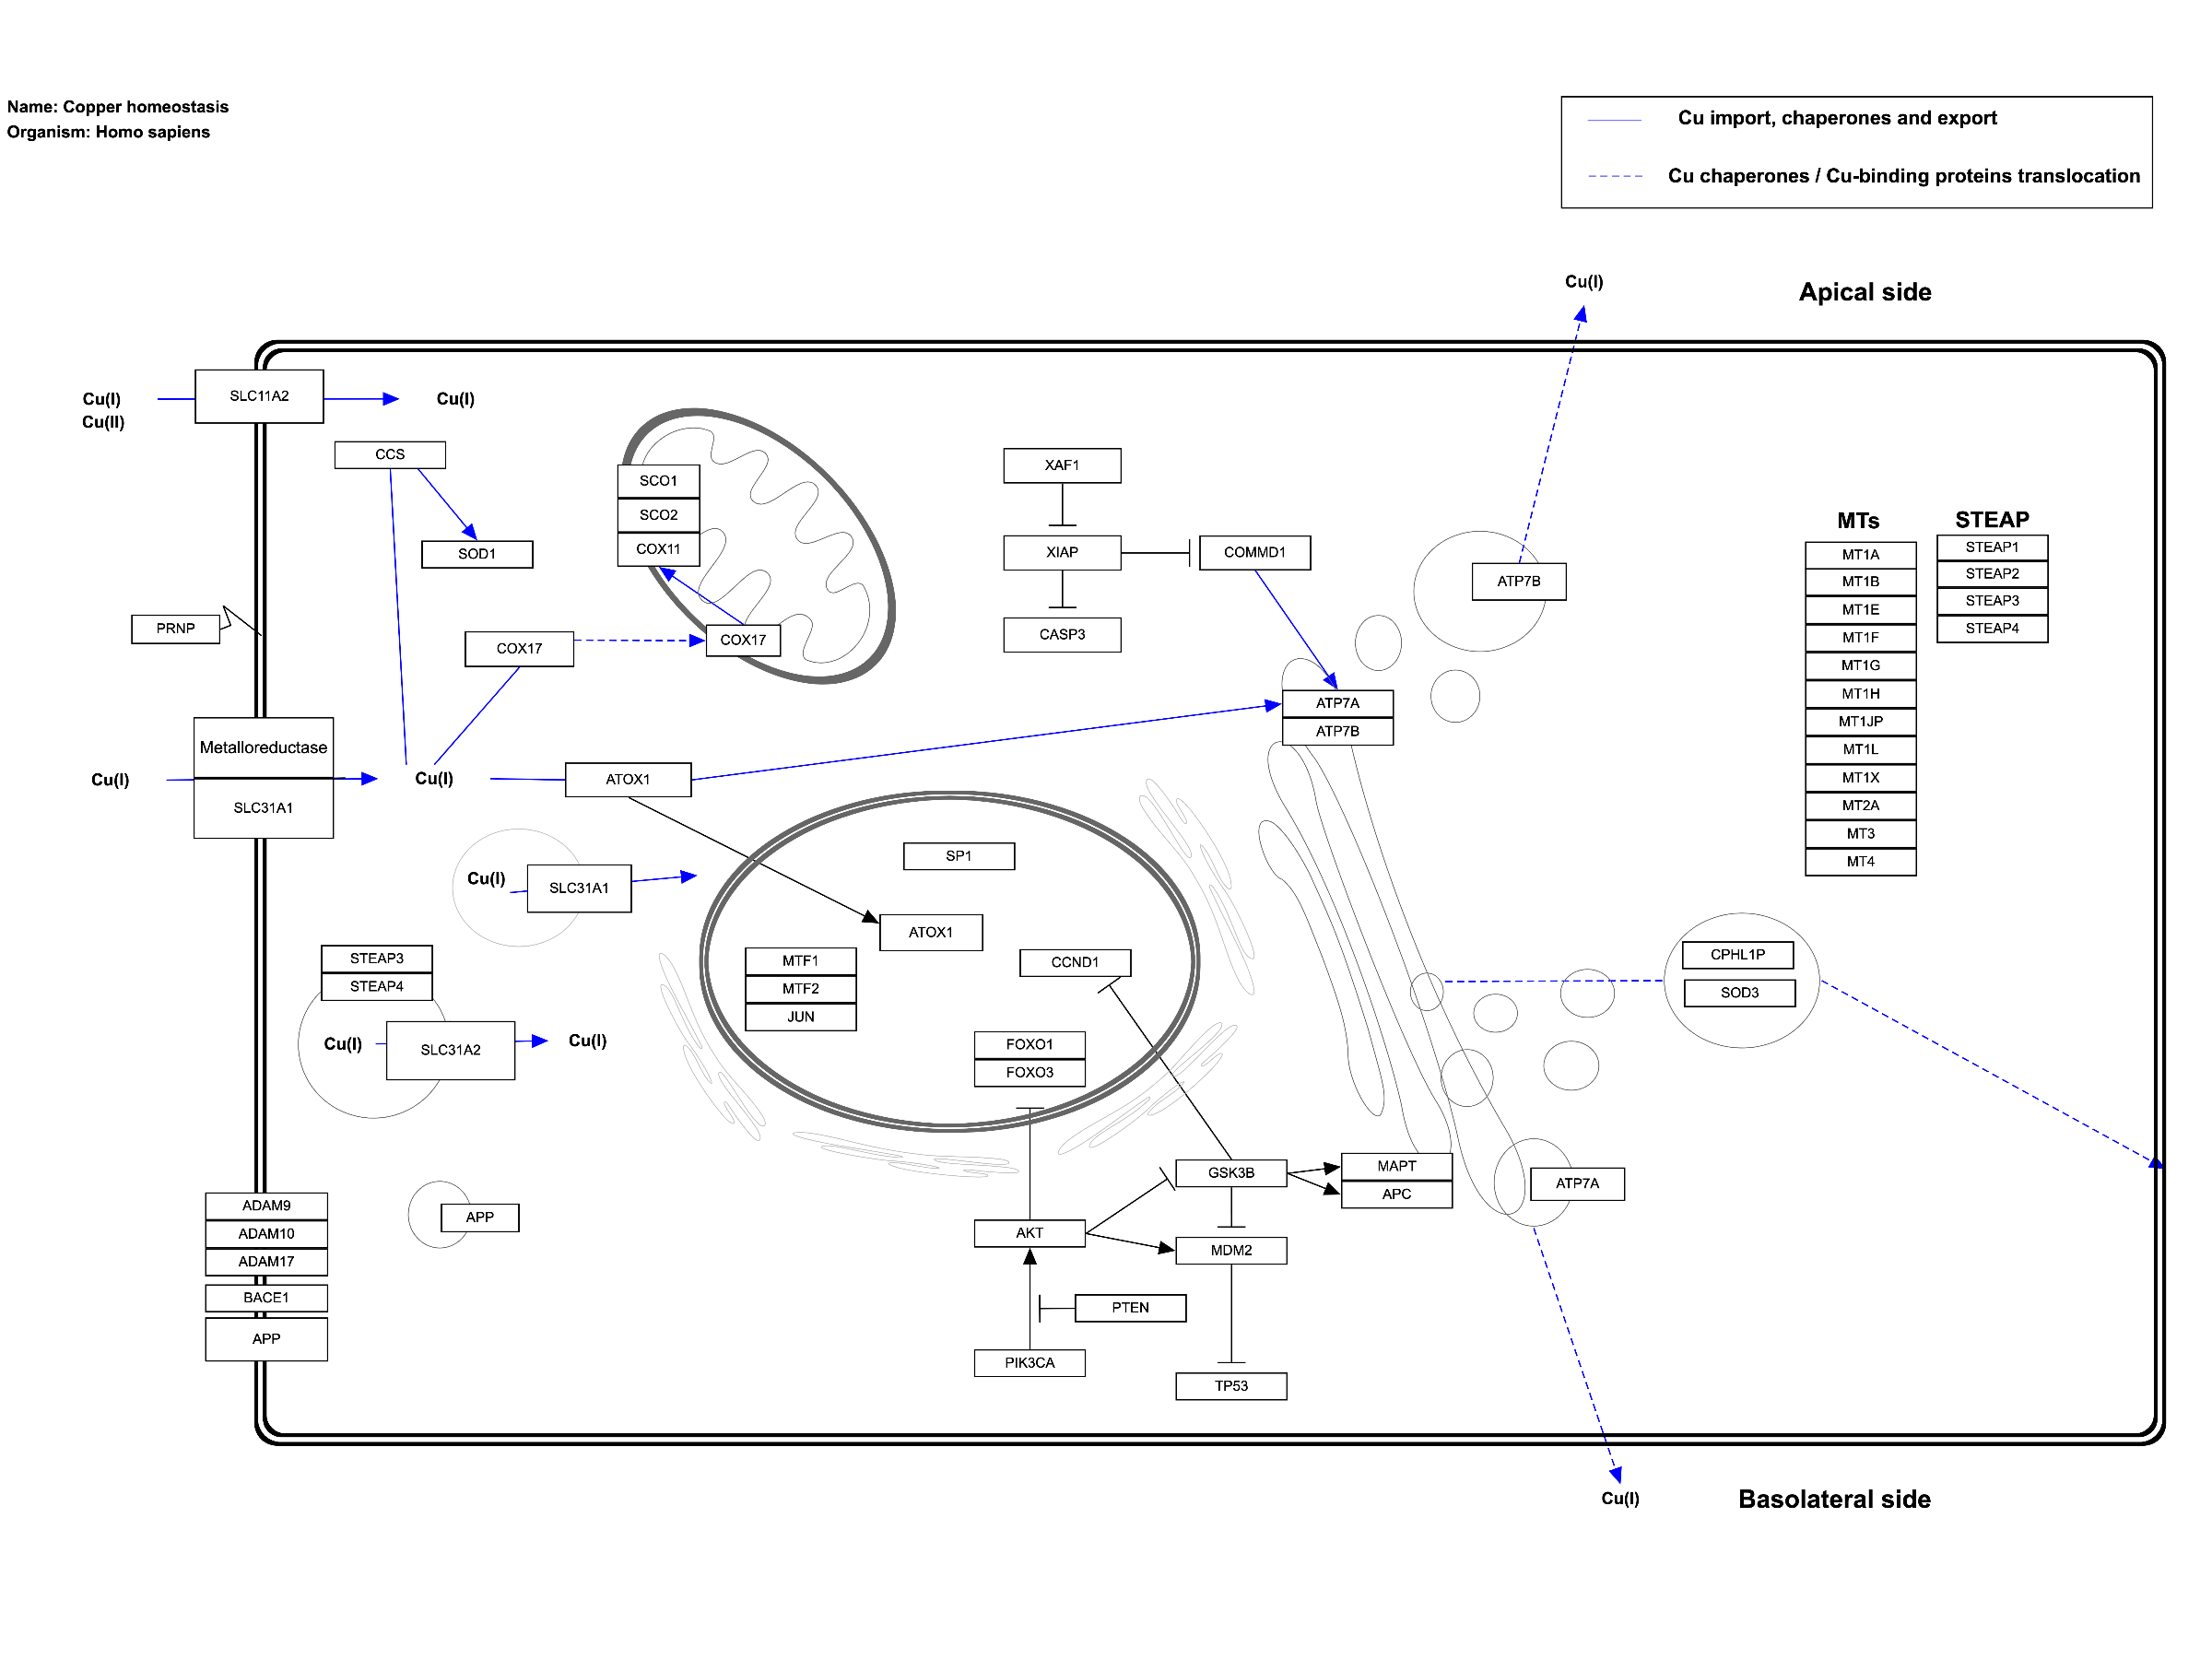 Name: Copper homeostasis
Organism: Homo sapiens
Cu import, chaperones and export
Cu chaperones / Cu-binding proteins translocation
Cu(I)
Apical side
Cu(I)
Cu(II)
SLC11A2
Cu(I)
CCS
SOD1
SCO1
SCO2
COX11
COX17
COX17
PRNP
XAF1
XIAP
COMMD1
CASP3
ATP7B
MTs
MT1A
MT1B
MT1E
MT1F
MT1G
MT1H
MT1JP
MT1L
MT1X
MT2A
MT3
MT4
STEAP
STEAP1
STEAP2
STEAP3
STEAP4
ATP7A
ATP7B
Metalloreductase
SLC31A1
Cu(I)
Cu(I)
ATOX1
Cu(I)
SLC31A1
SP1
ATOX1
MTF1
MTF2
JUN
CCND1
FOXO1
FOXO3
STEAP3
STEAP4
Cu(I)
SLC31A2
Cu(I)
CPHL1P
SOD3
ADAM9
ADAM10
ADAM17
BACE1
APP
APP
GSK3B
MAPT
APC
ATP7A
AKT
MDM2
PTEN
PIK3CA
TP53
Cu(I)
Basolateral side